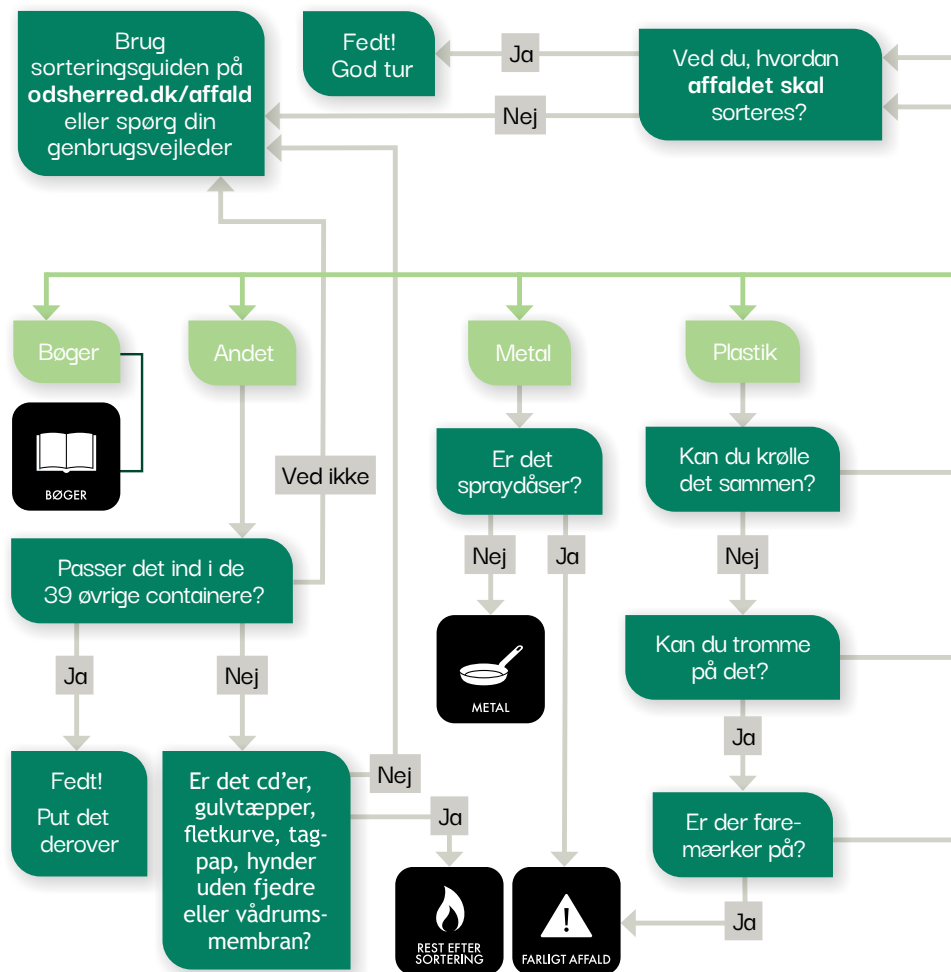 Brug
sorteringsguiden på
odsherred.dk/affald
eller spørg din
genbrugsvejleder
Fedt!
God tur
Ja
Nej
Ved du, hvordan
affaldet skal
sorteres?
Bøger
Andet
Metal
Plastik
BØGER
Ved ikke
Er det
spraydåser?
Kan du krølle
det sammen?
Nej
Ja
Nej
Passer det ind i de
39 øvrige containere?
Kan du tromme
på det?
METAL
Ja
Nej
Ja
Fedt!
Put det
derover
Er det cd'er,
gulvtæpper,
fletkurve, tag-
pap, hynder
uden fjedre
eller vådrums-
membran?
Nej
Ja
Er der fare-
mærker på?
REST EFTER
SORTERING
FARLIGT AFFALD
Ja